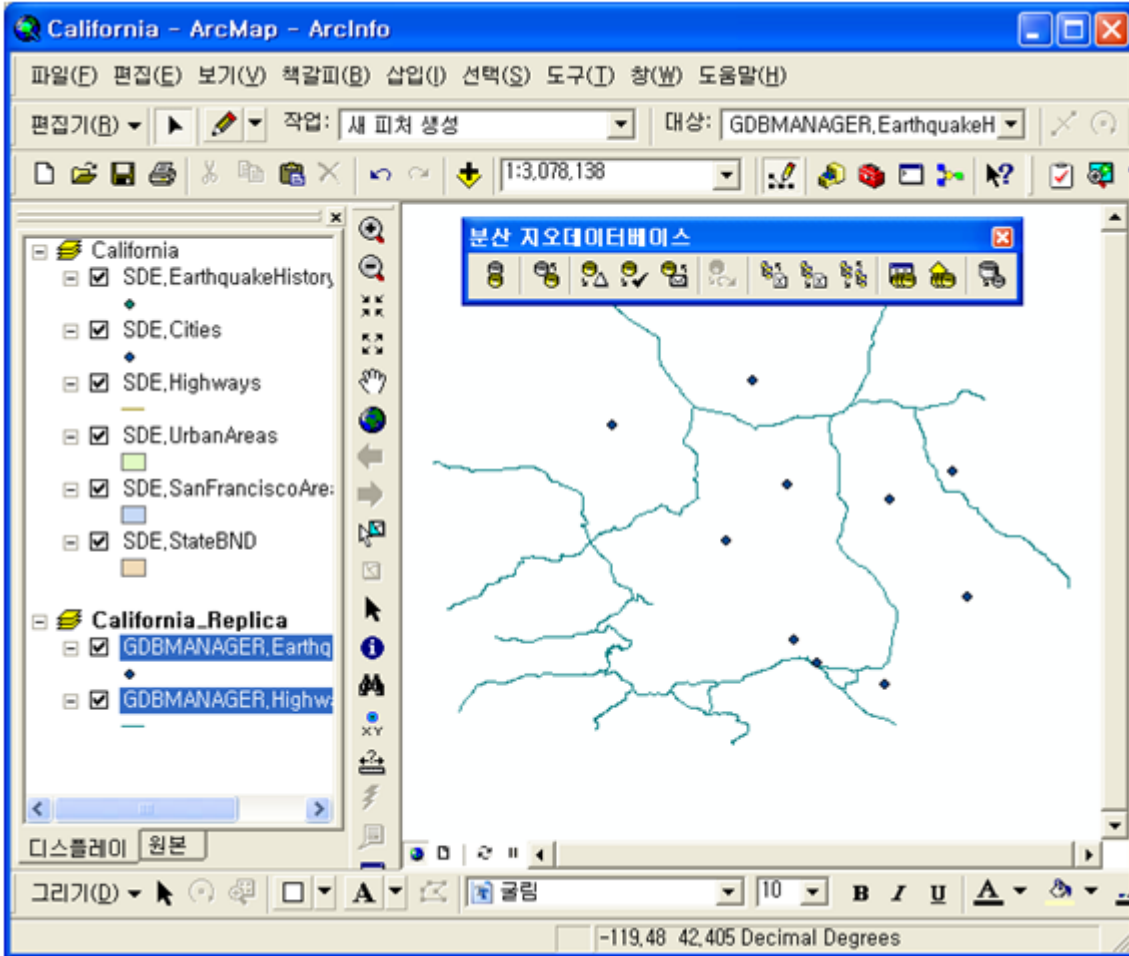 California - ArcMap - ArcInfo
파일(F) 편집(E) 보기(V) 책갈피(B) 삽입(I) 선택(S) 도구(T) 창(W) 도움말(H)
편집기(R) 작업: 새 피처 생성 대상: GDBMANAGER.EarthquakeH
1:3,078,138
분산 지오데이터베이스
California
SDE.EarthquakeHistory
SDE.Cities
SDE.Highways
SDE.UrbanAreas
SDE.SanFranciscoArea
SDE.StateBND
California_Replica
GDBMANAGER.Earthq
GDBMANAGER.Highwa
XY
디스플레이 원본
그리기(D) A 굴림 10 B I U A
-119.48 42.405 Decimal Degrees